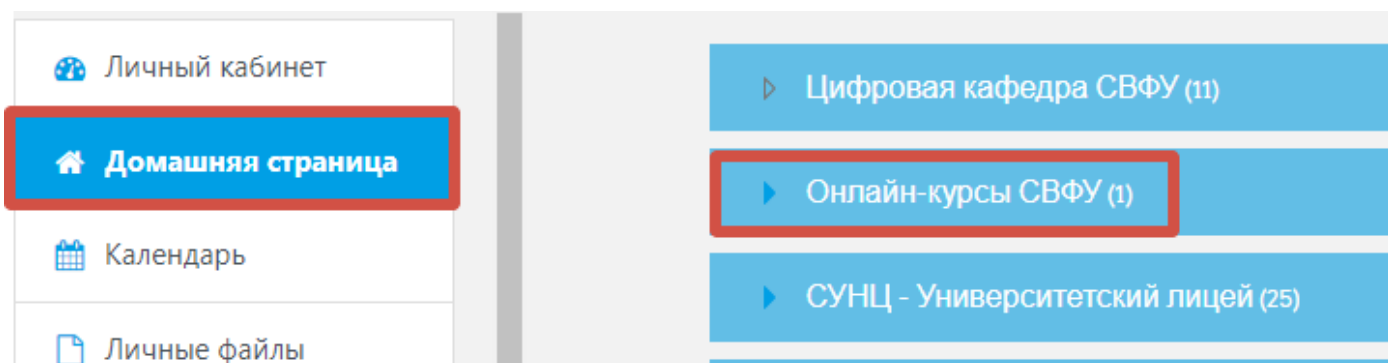 Личный кабинет
Домашняя страница
Календарь
Личные файлы
Цифровая кафедра СВФУ (11)
Онлайн-курсы СВФУ (1)
СУНЦ - Университетский лицей (25)